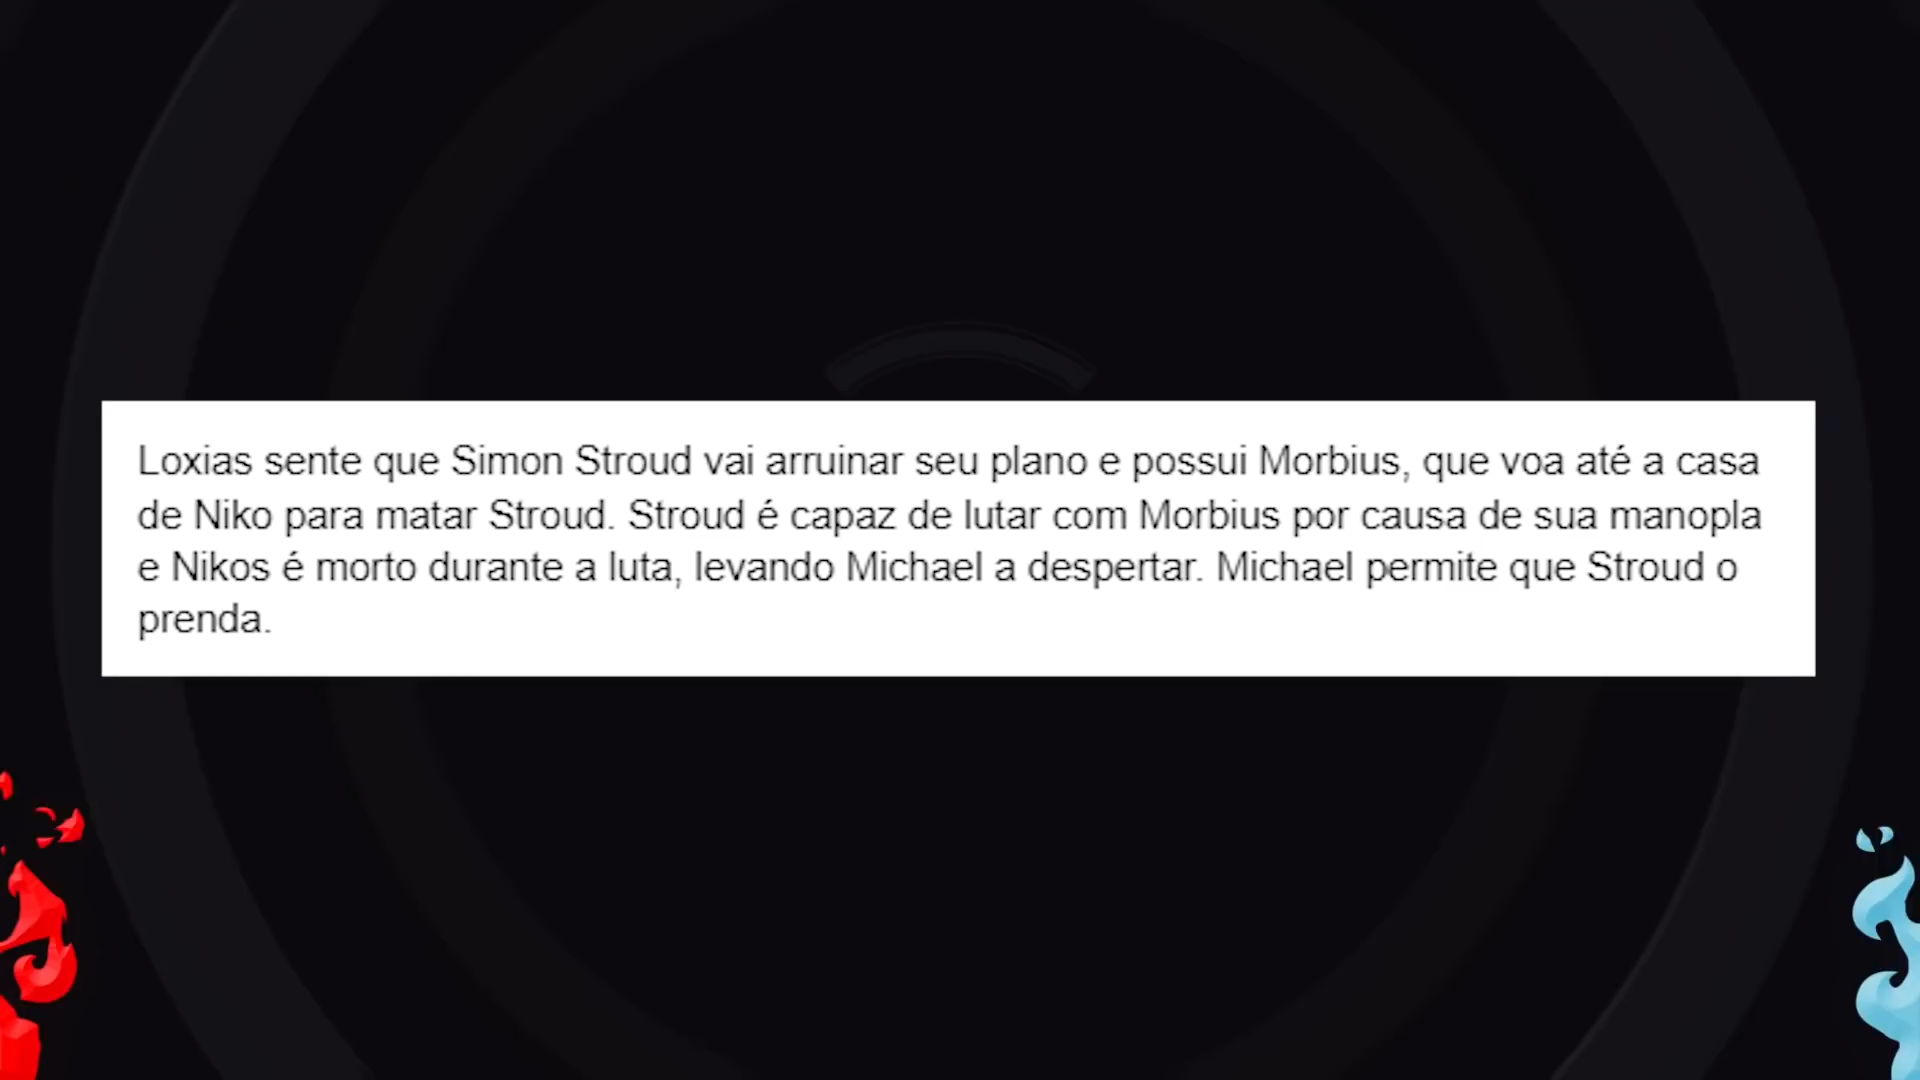 Loxias sente que Simon Stroud vai arruinar seu plano e possui Morbius, que voa até a casa
de Niko para matar Stroud. Stroud é capaz de lutar com Morbius por causa de sua manopla
e Nikos é morto durante a luta, levando Michael a despertar. Michael permite que Stroud o
prenda.